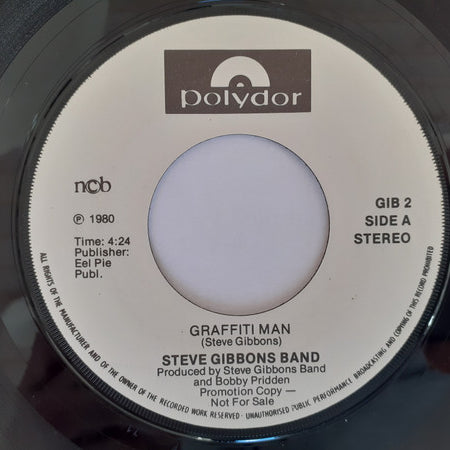 polydor
ncb
GIB 2
℗ 1980
SIDE A
Time: 4:24
STEREO
Publisher:
Eel Pie
Publ.
GRAFFITI MAN
(Steve Gibbons)
STEVE GIBBONS BAND
Produced by Steve Gibbons Band
and Bobby Pridden
Promotion Copy —
Not For Sale
ALL RIGHTS OF THE MANUFACTURER AND OF THE OWNER OF THE RECORDED WORK RESERVED · UNAUTHORISED PUBLIC PERFORMANCE BROADCASTING AND COPYING OF THIS RECORD PROHIBITED